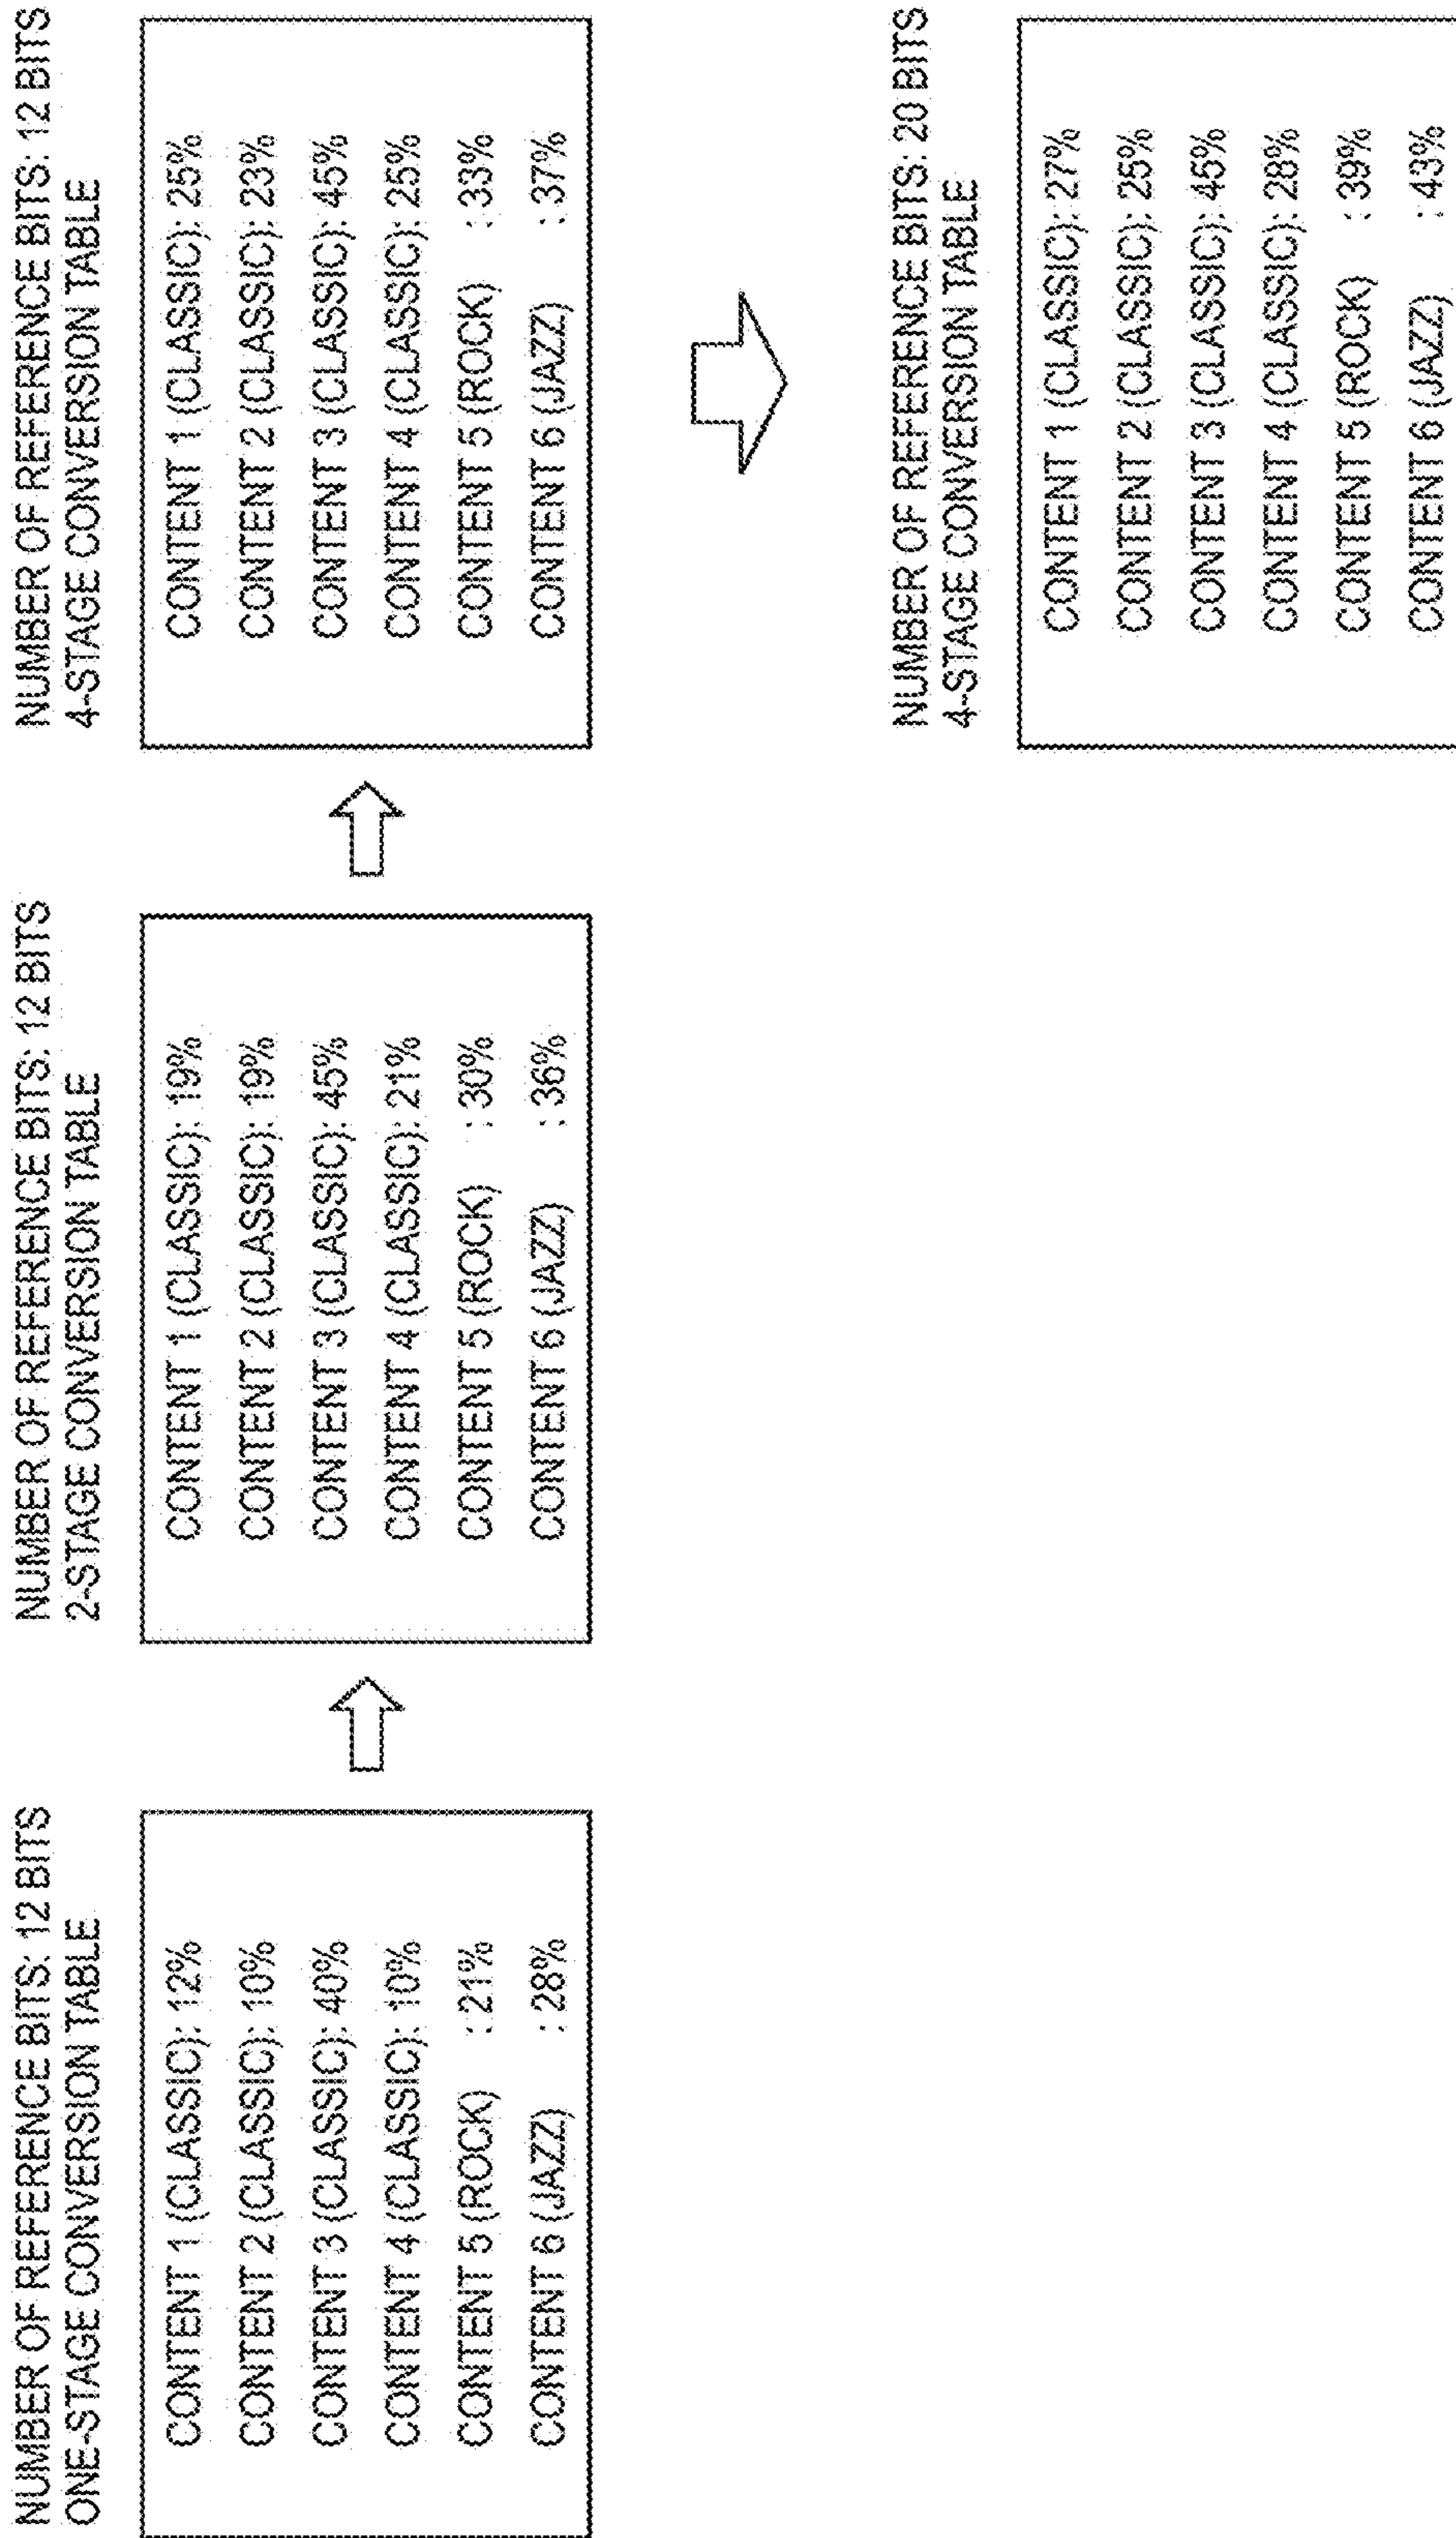 NUMBER OF REFERENCE BITS: 12 BITS
ONE-STAGE CONVERSION TABLE
CONTENT 1 (CLASSIC): 12%
CONTENT 2 (CLASSIC): 10%
CONTENT 3 (CLASSIC): 40%
CONTENT 4 (CLASSIC): 10%
CONTENT 5 (ROCK) : 21%
CONTENT 6 (JAZZ) : 28%
NUMBER OF REFERENCE BITS: 12 BITS
2-STAGE CONVERSION TABLE
CONTENT 1 (CLASSIC): 19%
CONTENT 2 (CLASSIC): 19%
CONTENT 3 (CLASSIC): 45%
CONTENT 4 (CLASSIC): 21%
CONTENT 5 (ROCK) : 30%
CONTENT 6 (JAZZ) : 36%
NUMBER OF REFERENCE BITS: 12 BITS
4-STAGE CONVERSION TABLE
CONTENT 1 (CLASSIC): 25%
CONTENT 2 (CLASSIC): 23%
CONTENT 3 (CLASSIC): 45%
CONTENT 4 (CLASSIC): 25%
CONTENT 5 (ROCK) : 33%
CONTENT 6 (JAZZ) : 37%
NUMBER OF REFERENCE BITS: 20 BITS
4-STAGE CONVERSION TABLE
CONTENT 1 (CLASSIC): 27%
CONTENT 2 (CLASSIC): 25%
CONTENT 3 (CLASSIC): 45%
CONTENT 4 (CLASSIC): 28%
CONTENT 5 (ROCK) : 39%
CONTENT 6 (JAZZ) : 43%